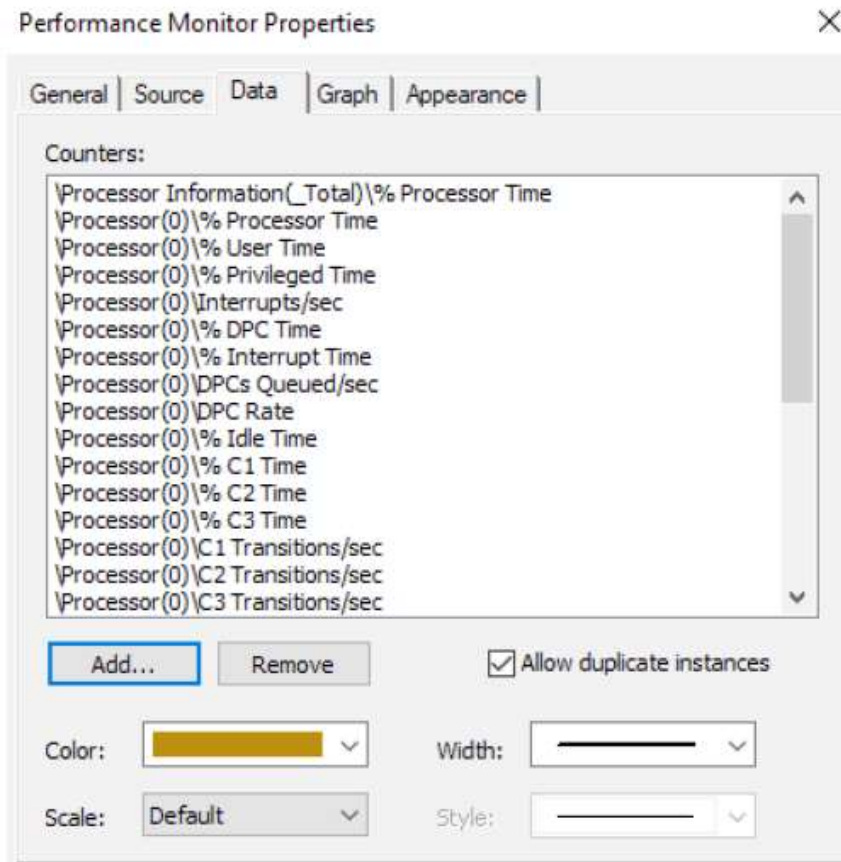 Performance Monitor Properties
General Source Data Graph Appearance
Counters:
\Processor Information(_Total)\% Processor Time
\Processor(0)\% Processor Time
\Processor(0)\% User Time
\Processor(0)\% Privileged Time
\Processor(0)\Interrupts/sec
\Processor(0)\% DPC Time
\Processor(0)\% Interrupt Time
\Processor(0)\DPCs Queued/sec
\Processor(0)\DPC Rate
\Processor(0)\% Idle Time
\Processor(0)\% C1 Time
\Processor(0)\% C2 Time
\Processor(0)\% C3 Time
\Processor(0)\C1 Transitions/sec
\Processor(0)\C2 Transitions/sec
\Processor(0)\C3 Transitions/sec
Add... Remove Allow duplicate instances
Color: Width:
Scale: Default Style: